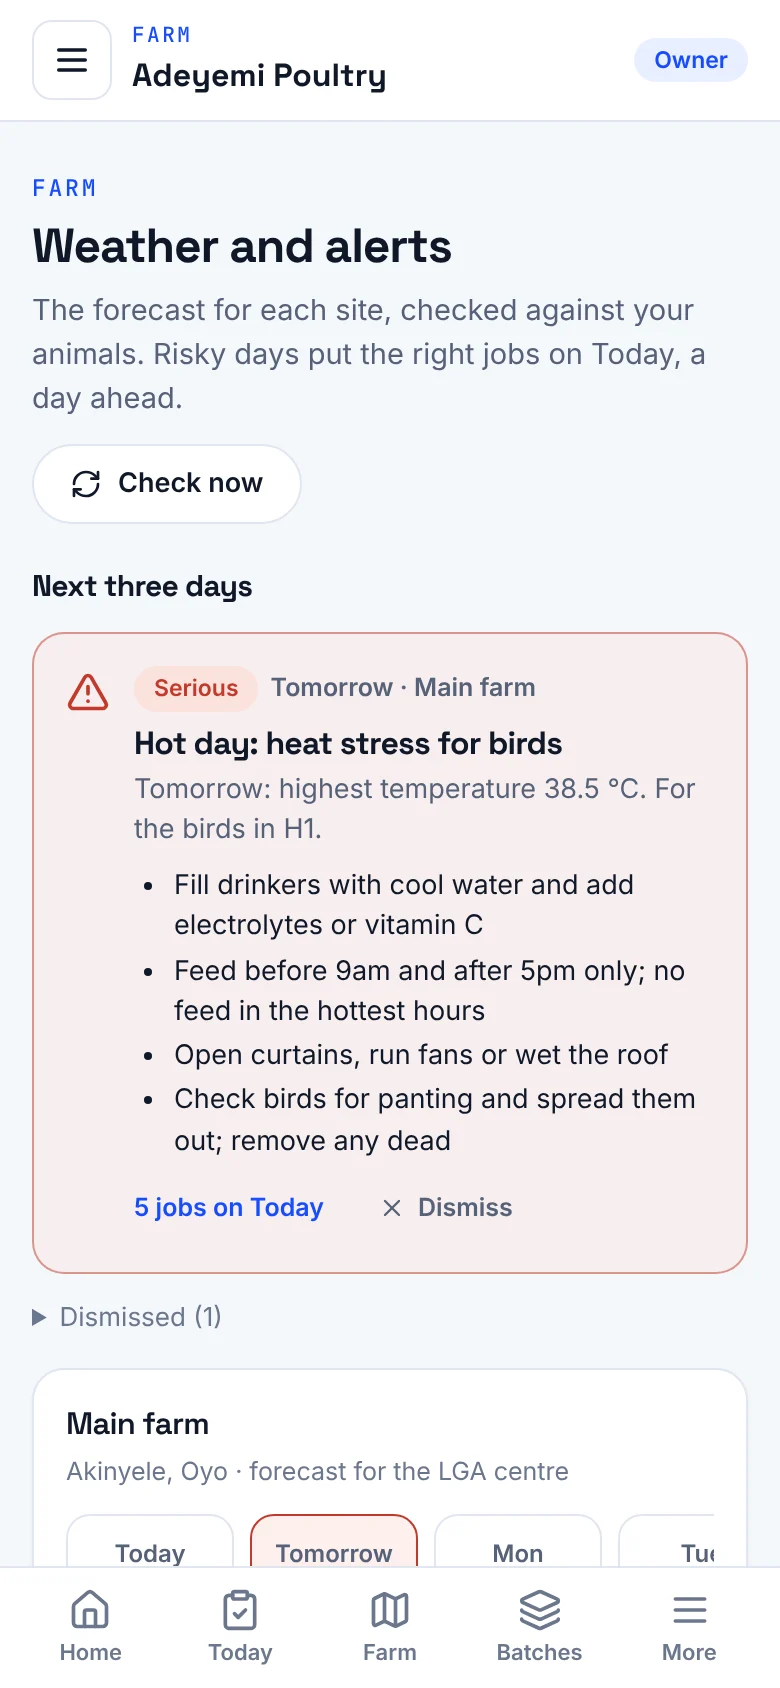 FARM
Adeyemi Poultry
Owner
FARM
Weather and alerts
The forecast for each site, checked against your
animals. Risky days put the right jobs on Today, a
day ahead.
Check now
Next three days
Serious Tomorrow · Main farm
Hot day: heat stress for birds
Tomorrow: highest temperature 38.5 °C. For
the birds in H1.
• Fill drinkers with cool water and add
electrolytes or vitamin C
• Feed before 9am and after 5pm only; no
feed in the hottest hours
• Open curtains, run fans or wet the roof
• Check birds for panting and spread them
out; remove any dead
5 jobs on Today Dismiss
Dismissed (1)
Main farm
Akinyele, Oyo · forecast for the LGA centre
Today Tomorrow Mon Tue
Home Today Farm Batches More